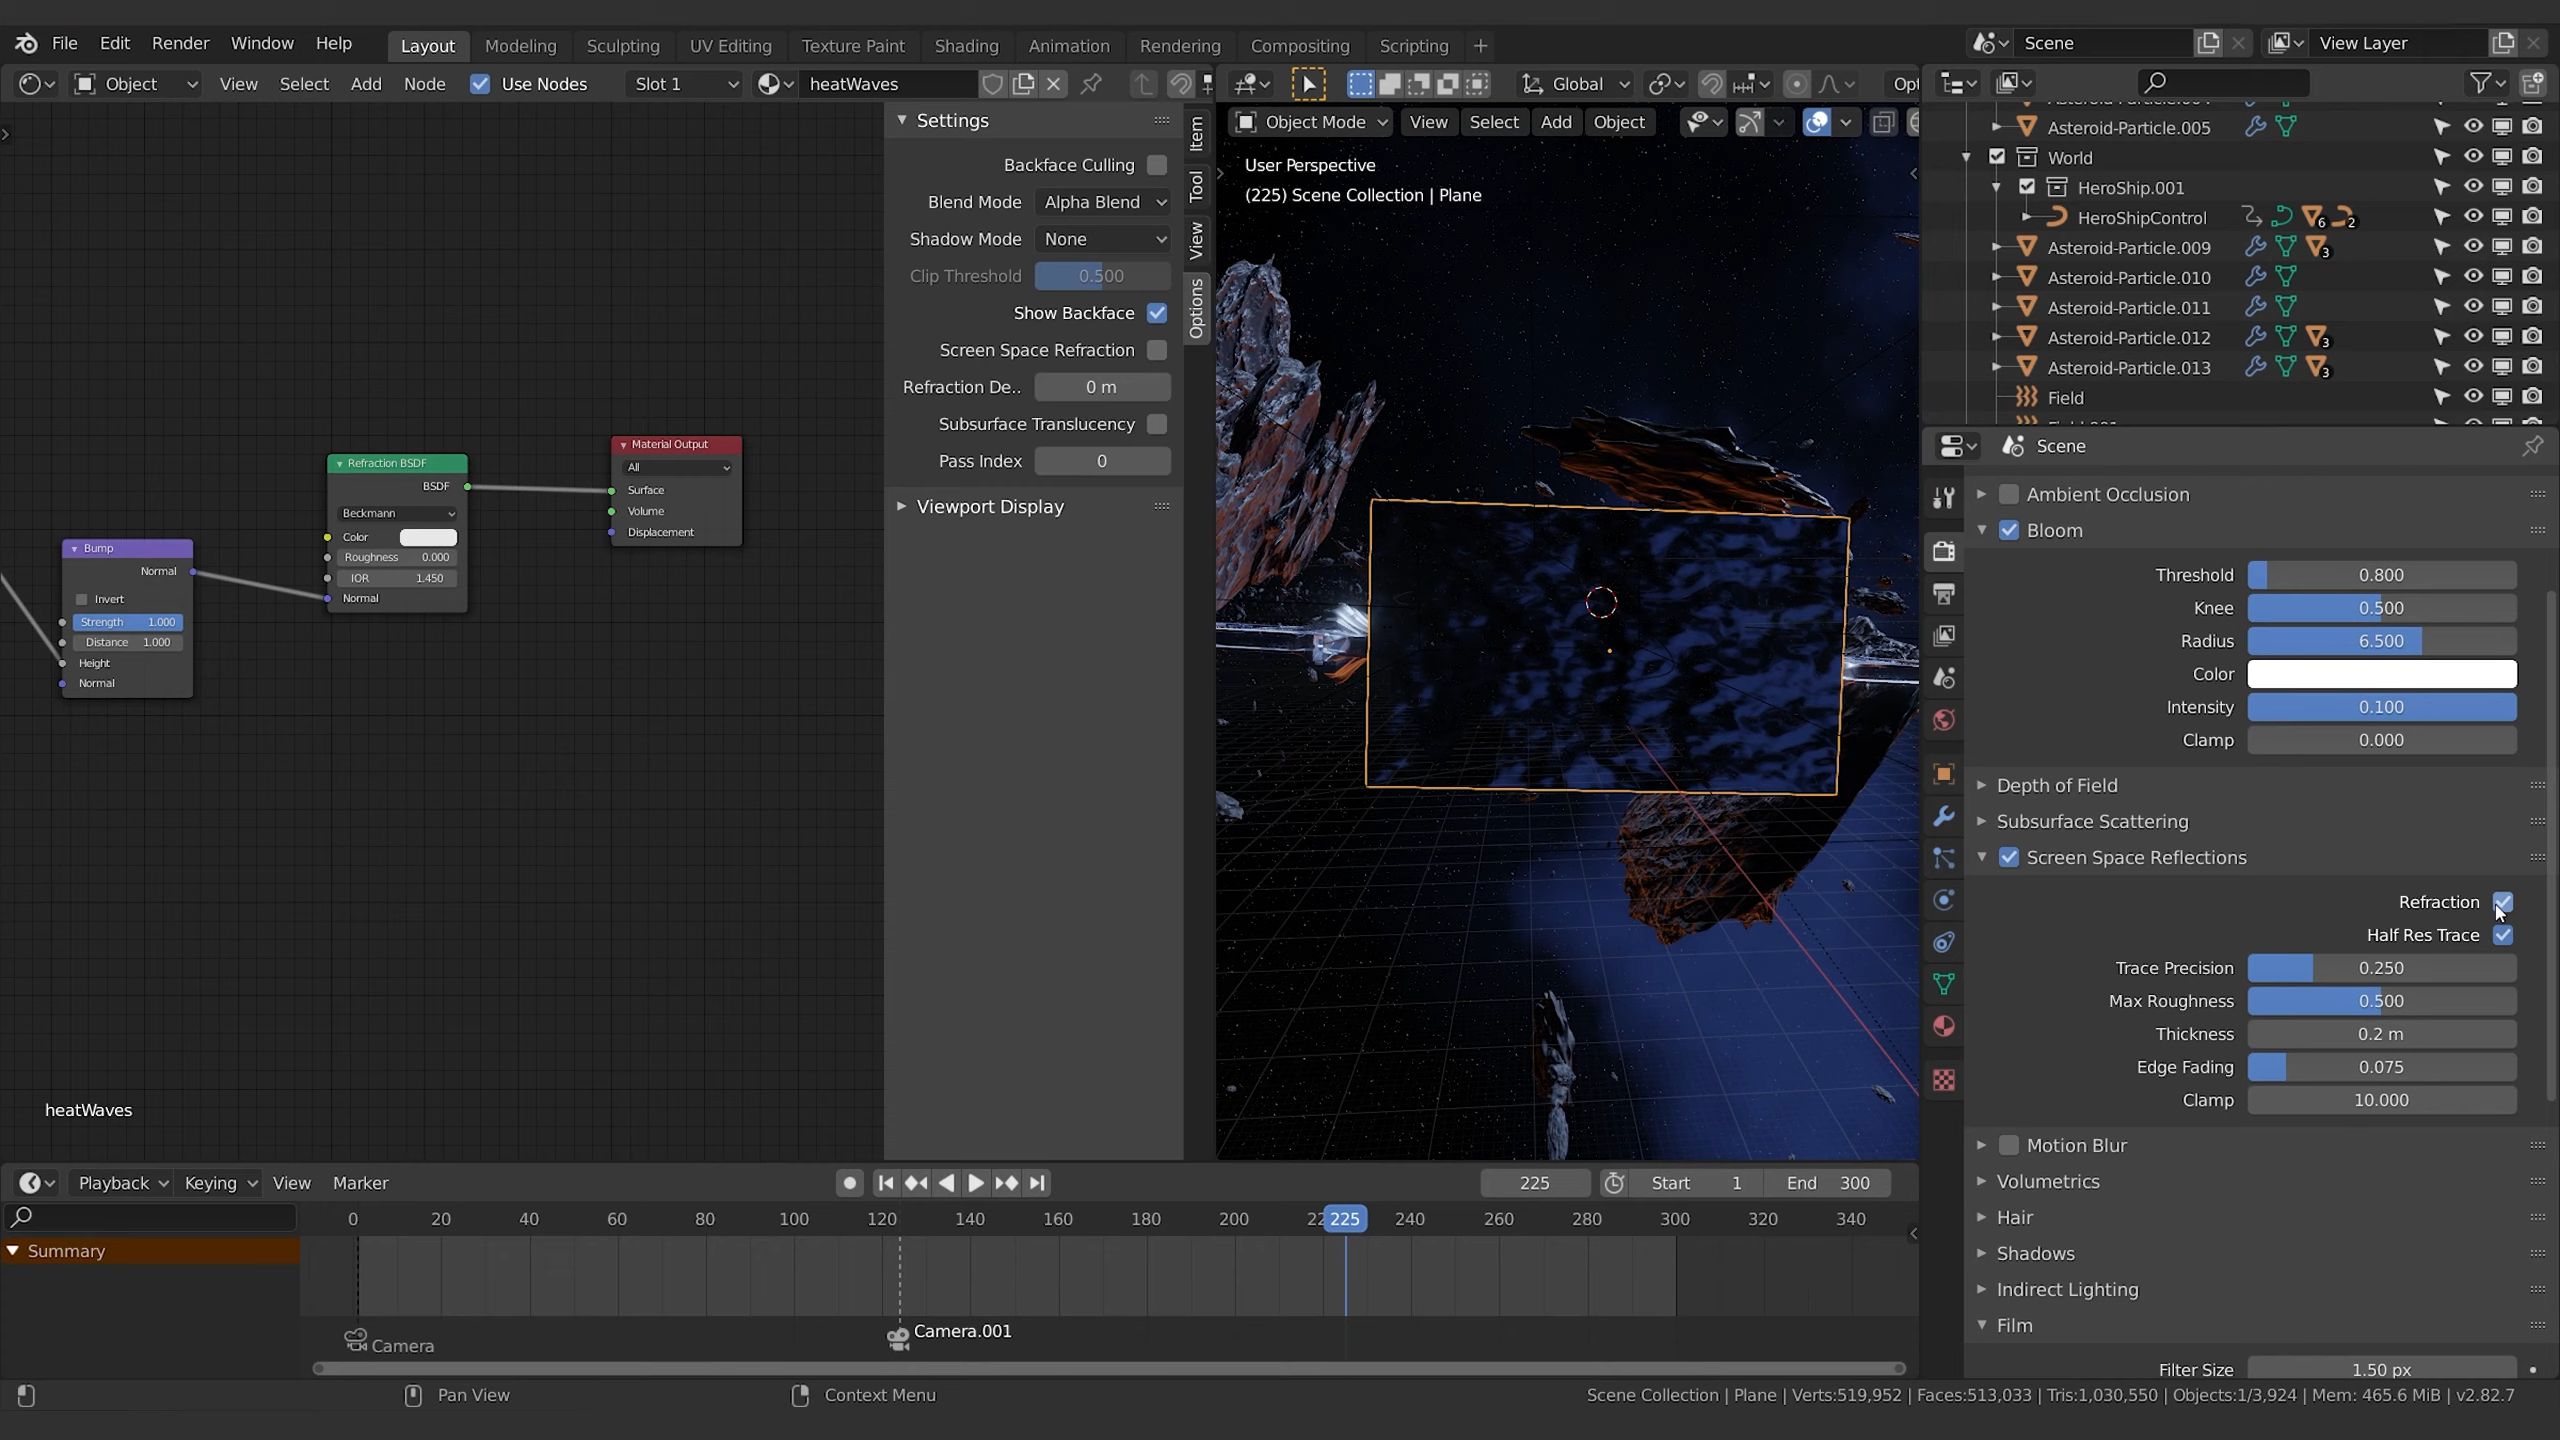 File Edit Render Window Help Layout Modeling Sculpting UV Editing Texture Paint Shading Animation Rendering Compositing Scripting + Scene View Layer
Object View Select Add Node Use Nodes Slot 1 heatWaves Global Opt
Settings
Backface Culling
Blend Mode Alpha Blend
Shadow Mode None
Clip Threshold 0.500
Show Backface
Screen Space Refraction
Refraction De.. 0 m
Subsurface Translucency
Pass Index 0
Viewport Display
Item
Tool
View
Options
Bump
Normal
Invert
Strength 1.000
Distance 1.000
Height
Normal
Refraction BSDF
BSDF
Beckmann
Color
Roughness 0.000
IOR 1.450
Normal
Material Output
All
Surface
Volume
Displacement
heatWaves
Object Mode View Select Add Object
User Perspective
(225) Scene Collection | Plane
Asteroid-Particle.005
World
HeroShip.001
HeroShipControl 6 2
Asteroid-Particle.009 3
Asteroid-Particle.010
Asteroid-Particle.011
Asteroid-Particle.012 3
Asteroid-Particle.013 3
Field
Scene
Ambient Occlusion
Bloom
Threshold 0.800
Knee 0.500
Radius 6.500
Color
Intensity 0.100
Clamp 0.000
Depth of Field
Subsurface Scattering
Screen Space Reflections
Refraction
Half Res Trace
Trace Precision 0.250
Max Roughness 0.500
Thickness 0.2 m
Edge Fading 0.075
Clamp 10.000
Motion Blur
Volumetrics
Hair
Shadows
Indirect Lighting
Film
Filter Size 1.50 px
Playback Keying View Marker 225 Start 1 End 300
0 20 40 60 80 100 120 140 160 180 200 22 225 240 260 280 300 320 340
Summary
Camera
Camera.001
Pan View Context Menu Scene Collection | Plane | Verts:519,952 | Faces:513,033 | Tris:1,030,550 | Objects:1/3,924 | Mem: 465.6 MiB | v2.82.7